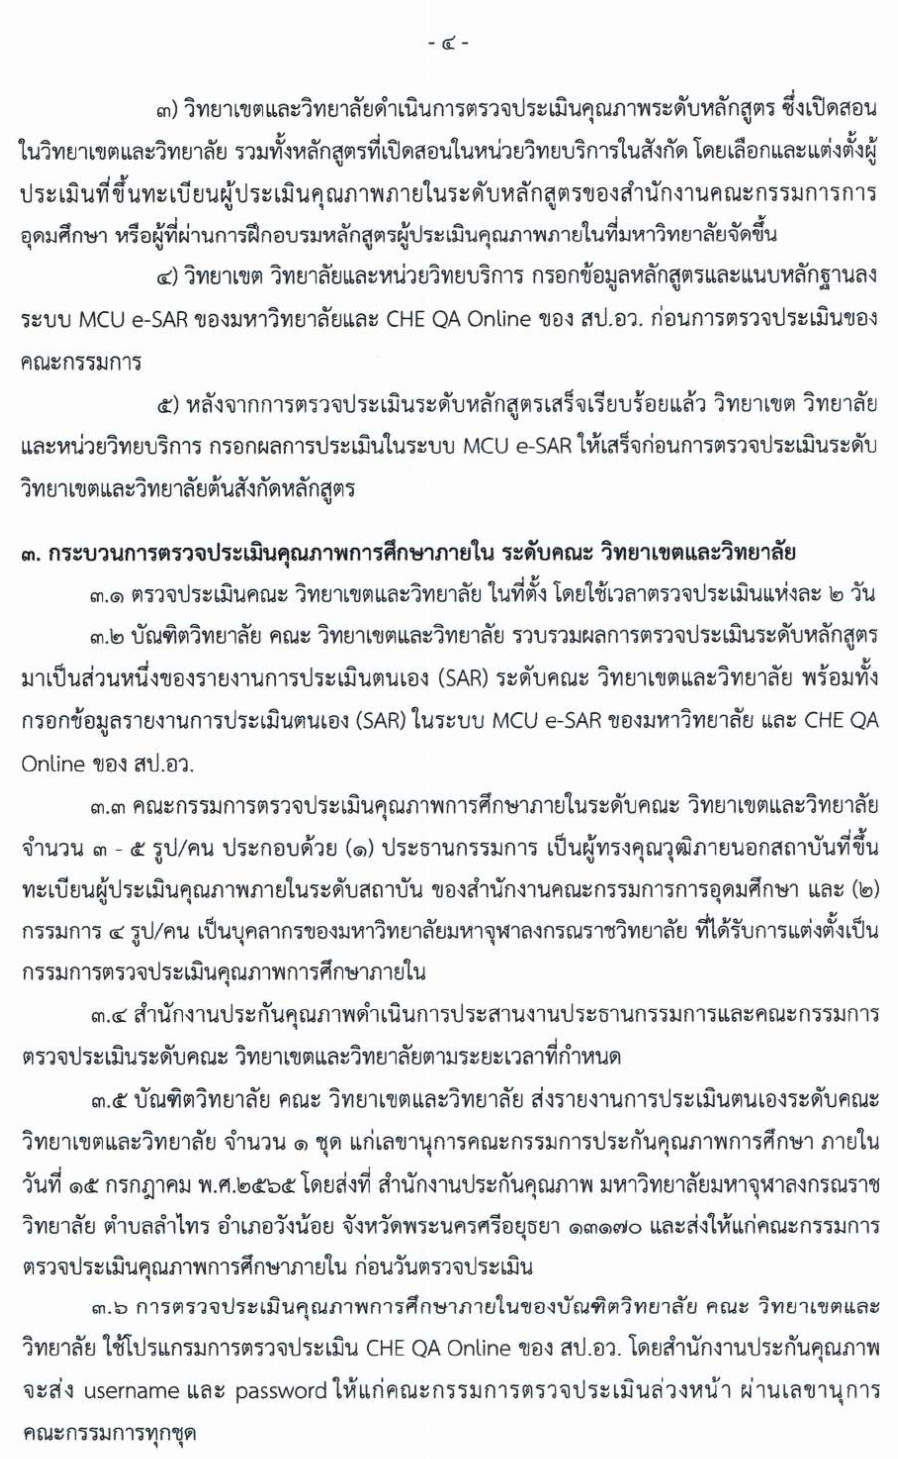 - ๔ -
๓) วิทยาเขตและวิทยาลัยดำเนินการตรวจประเมินคุณภาพระดับหลักสูตร ซึ่งเปิดสอน
ในวิทยาเขตและวิทยาลัย รวมทั้งหลักสูตรที่เปิดสอนในหน่วยวิทยบริการในสังกัด โดยเลือกและแต่งตั้งผู้
ประเมินที่ขึ้นทะเบียนผู้ประเมินคุณภาพภายในระดับหลักสูตรของสำนักงานคณะกรรมการการ
อุดมศึกษา หรือผู้ที่ผ่านการฝึกอบรมหลักสูตรผู้ประเมินคุณภาพภายในที่มหาวิทยาลัยจัดขึ้น
๔) วิทยาเขต วิทยาลัยและหน่วยวิทยบริการ กรอกข้อมูลหลักสูตรและแนบหลักฐานลง
ระบบ MCU e-SAR ของมหาวิทยาลัยและ CHE QA Online ของ สป.อว. ก่อนการตรวจประเมินของ
คณะกรรมการ
๕) หลังจากการตรวจประเมินระดับหลักสูตรเสร็จเรียบร้อยแล้ว วิทยาเขต วิทยาลัย
และหน่วยวิทยบริการ กรอกผลการประเมินในระบบ MCU e-SAR ให้เสร็จก่อนการตรวจประเมินระดับ
วิทยาเขตและวิทยาลัยต้นสังกัดหลักสูตร
๓. กระบวนการตรวจประเมินคุณภาพการศึกษาภายใน ระดับคณะ วิทยาเขตและวิทยาลัย
๓.๑ ตรวจประเมินคณะ วิทยาเขตและวิทยาลัย ในที่ตั้ง โดยใช้เวลาตรวจประเมินแห่งละ ๒ วัน
๓.๒ บัณฑิตวิทยาลัย คณะ วิทยาเขตและวิทยาลัย รวบรวมผลการตรวจประเมินระดับหลักสูตร
มาเป็นส่วนหนึ่งของรายงานการประเมินตนเอง (SAR) ระดับคณะ วิทยาเขตและวิทยาลัย พร้อมทั้ง
กรอกข้อมูลรายงานการประเมินตนเอง (SAR) ในระบบ MCU e-SAR ของมหาวิทยาลัย และ CHE QA
Online ของ สป.อว.
๓.๓ คณะกรรมการตรวจประเมินคุณภาพการศึกษาภายในระดับคณะ วิทยาเขตและวิทยาลัย
จำนวน ๓ - ๕ รูป/คน ประกอบด้วย (๑) ประธานกรรมการ เป็นผู้ทรงคุณวุฒิภายนอกสถาบันที่ขึ้น
ทะเบียนผู้ประเมินคุณภาพภายในระดับสถาบัน ของสำนักงานคณะกรรมการการอุดมศึกษา และ (๒)
กรรมการ ๔ รูป/คน เป็นบุคลากรของมหาวิทยาลัยมหาจุฬาลงกรณราชวิทยาลัย ที่ได้รับการแต่งตั้งเป็น
กรรมการตรวจประเมินคุณภาพการศึกษาภายใน
๓.๔ สำนักงานประกันคุณภาพดำเนินการประสานงานประธานกรรมการและคณะกรรมการ
ตรวจประเมินระดับคณะ วิทยาเขตและวิทยาลัยตามระยะเวลาที่กำหนด
๓.๕ บัณฑิตวิทยาลัย คณะ วิทยาเขตและวิทยาลัย ส่งรายงานการประเมินตนเองระดับคณะ
วิทยาเขตและวิทยาลัย จำนวน ๑ ชุด แก่เลขานุการคณะกรรมการประกันคุณภาพการศึกษา ภายใน
วันที่ ๑๕ กรกฎาคม พ.ศ.๒๕๖๕ โดยส่งที่ สำนักงานประกันคุณภาพ มหาวิทยาลัยมหาจุฬาลงกรณราช
วิทยาลัย ตำบลลำไทร อำเภอวังน้อย จังหวัดพระนครศรีอยุธยา ๑๓๑๗๐ และส่งให้แก่คณะกรรมการ
ตรวจประเมินคุณภาพการศึกษาภายใน ก่อนวันตรวจประเมิน
๓.๖ การตรวจประเมินคุณภาพการศึกษาภายในของบัณฑิตวิทยาลัย คณะ วิทยาเขตและ
วิทยาลัย ใช้โปรแกรมการตรวจประเมิน CHE QA Online ของ สป.อว. โดยสำนักงานประกันคุณภาพ
จะส่ง username และ password ให้แก่คณะกรรมการตรวจประเมินล่วงหน้า ผ่านเลขานุการ
คณะกรรมการทุกชุด